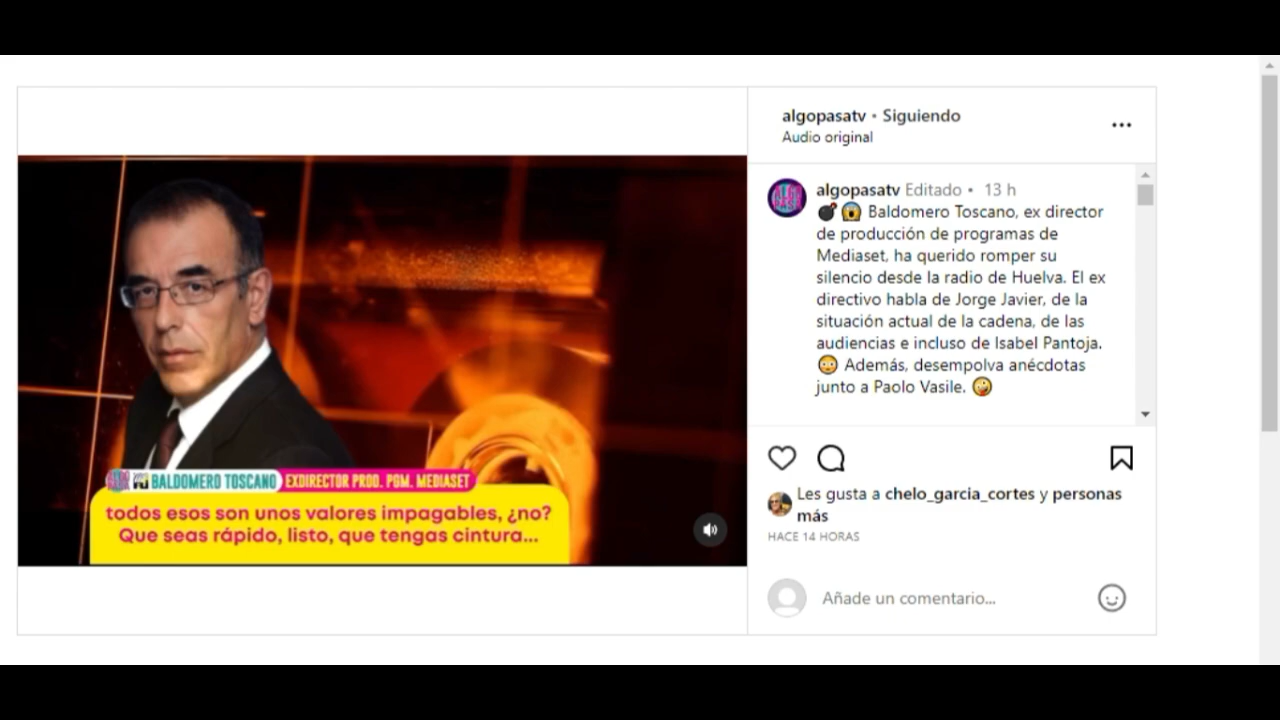 algopasatv • Siguiendo
Audio original
algopasatv Editado • 13 h
💣😱 Baldomero Toscano, ex director
de producción de programas de
Mediaset, ha querido romper su
silencio desde la radio de Huelva. El ex
directivo habla de Jorge Javier, de la
situación actual de la cadena, de las
audiencias e incluso de Isabel Pantoja.
😳 Además, desempolva anécdotas
junto a Paolo Vasile. 🤪
Les gusta a chelo_garcia_cortes y personas
más
HACE 14 HORAS
Añade un comentario...
BALDOMERO TOSCANO EXDIRECTOR PROD. PGM. MEDIASET
todos esos son unos valores impagables, ¿no?
Que seas rápido, listo, que tengas cintura...